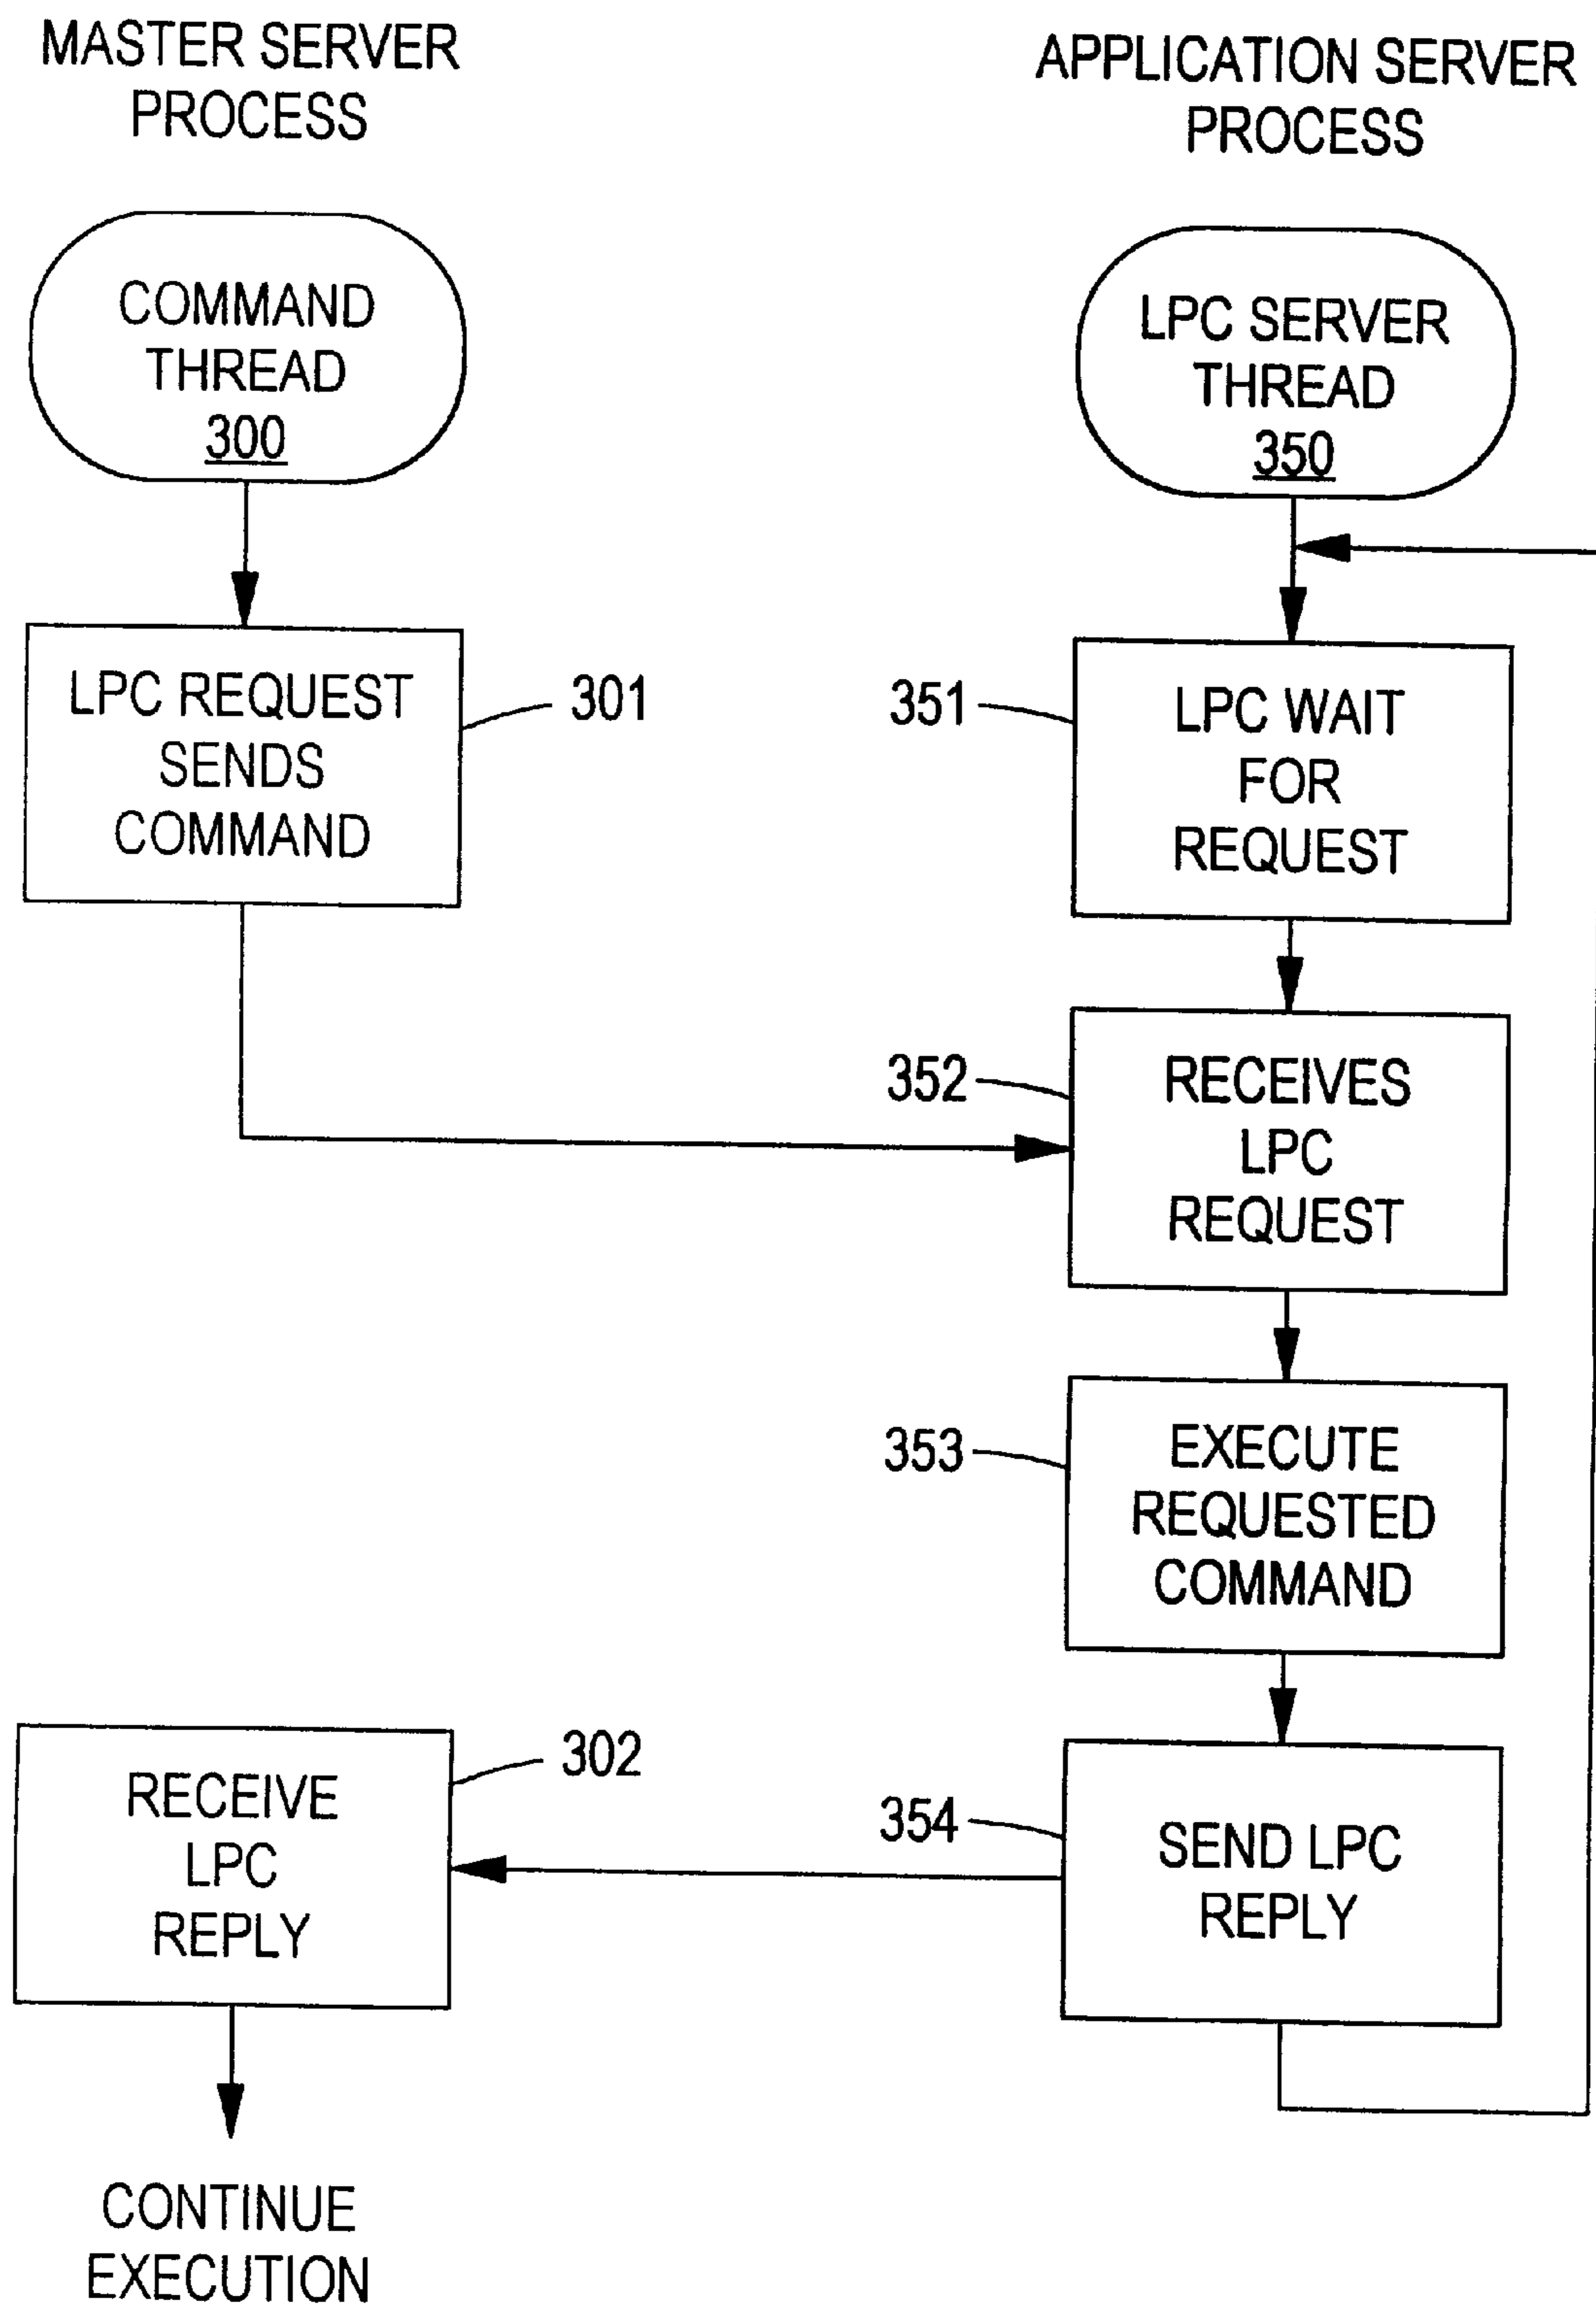 MASTER SERVER
PROCESS
APPLICATION SERVER
PROCESS
COMMAND
THREAD
300
LPC SERVER
THREAD
350
LPC REQUEST
SENDS
COMMAND
301
351
LPC WAIT
FOR
REQUEST
352
RECEIVES
LPC
REQUEST
353
EXECUTE
REQUESTED
COMMAND
RECEIVE
LPC
REPLY
302
354
SEND LPC
REPLY
CONTINUE
EXECUTION